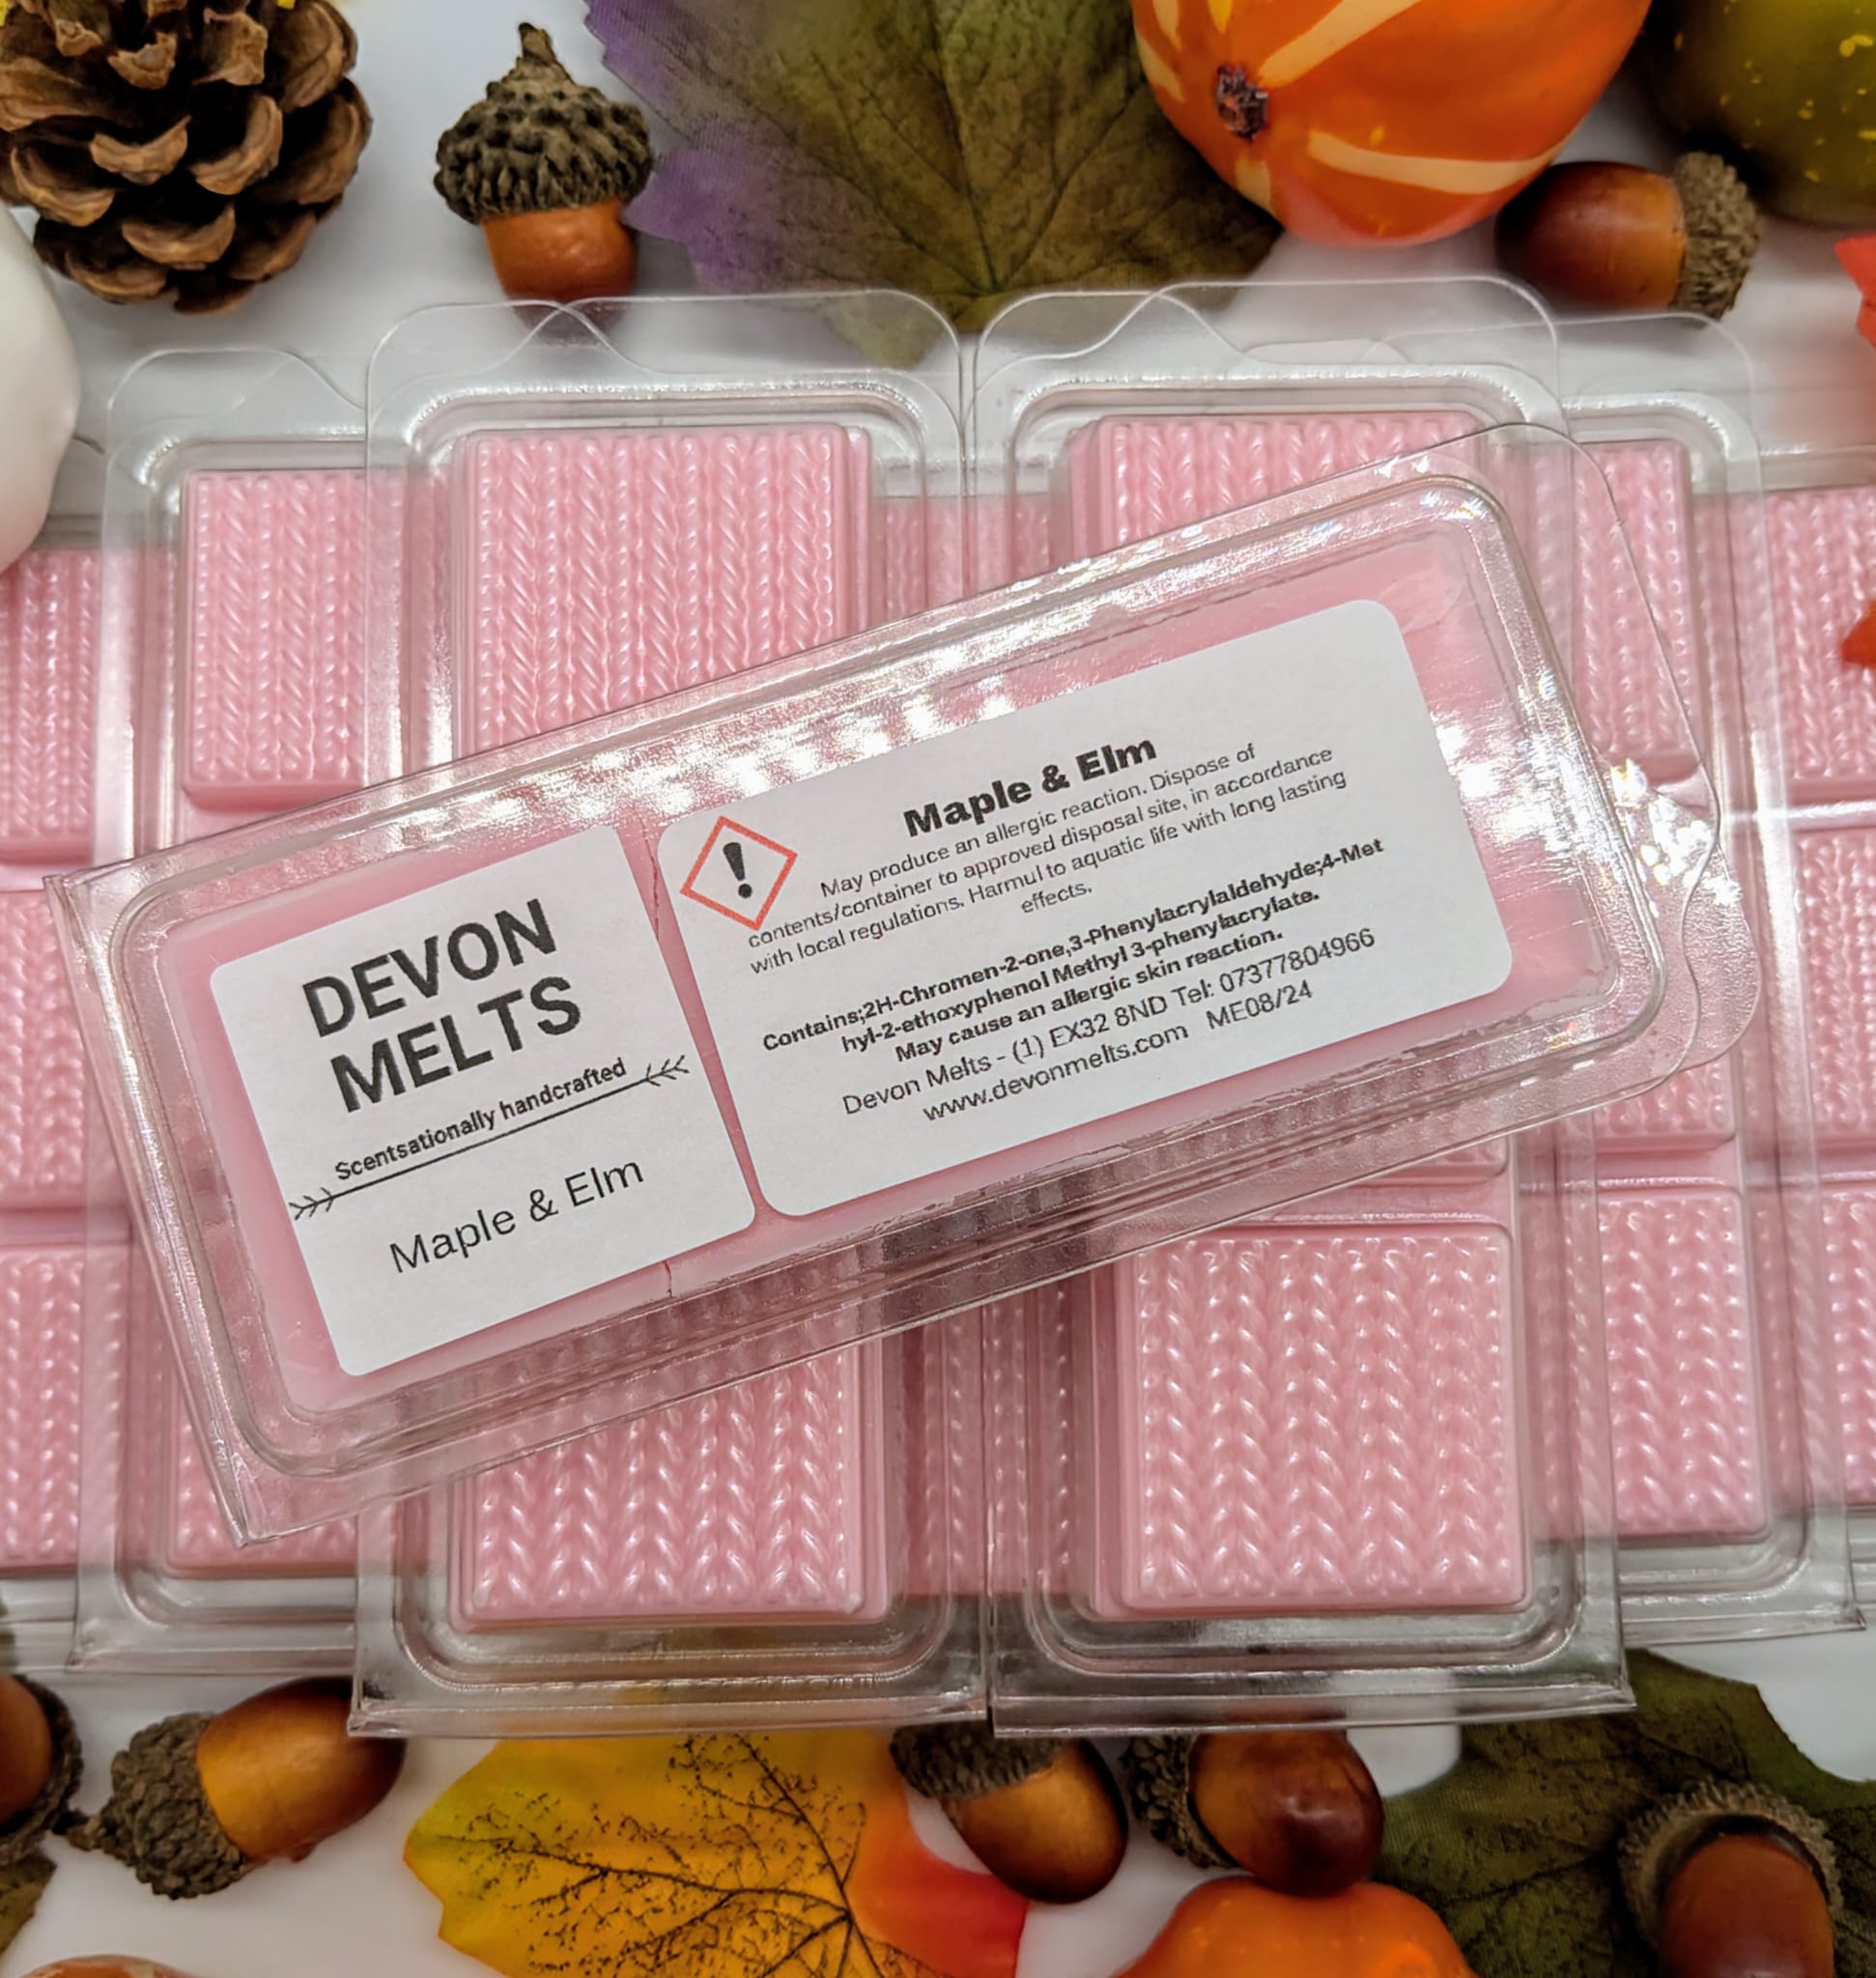 DEVON
MELTS
Scentsationally handcrafted
Maple & Elm
Maple & Elm
!
May produce an allergic reaction. Dispose of
contents/container to approved disposal site, in accordance
with local regulations. Harmul to aquatic life with long lasting
effects.
Contains;2H-Chromen-2-one,3-Phenylacrylaldehyde;4-Met
hyl-2-ethoxyphenol Methyl 3-phenylacrylate.
May cause an allergic skin reaction.
Devon Melts - (1) EX32 8ND Tel: 07377804966
www.devonmelts.com ME08/24